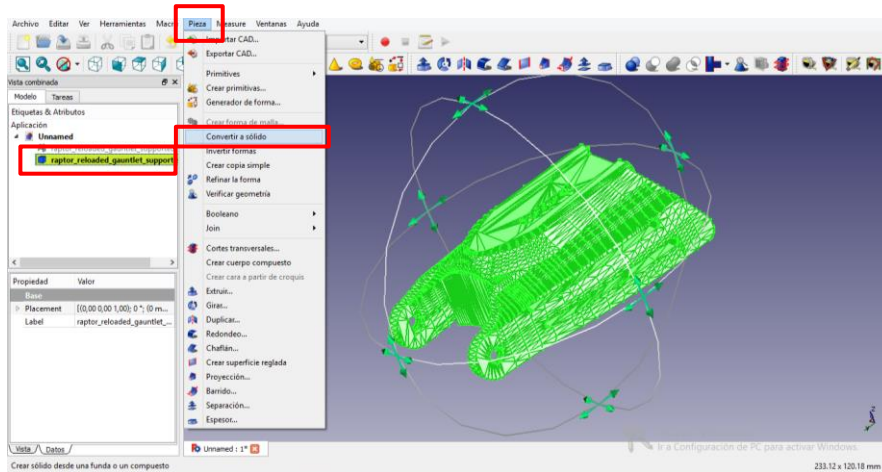 Archivo Editar Ver Herramientas Macro Pieza Measure Ventanas Ayuda
Importar CAD...
Exportar CAD...
Primitives
Crear primitivas...
Generador de forma...
Crear forma de malla...
Convertir a sólido
Invertir formas
Crear copia simple
Refinar la forma
Verificar geometría
Booleano
Join
Cortes transversales...
Crear cuerpo compuesto
Crear cara a partir de croquis
Extruir...
Girar...
Duplicar...
Redondeo...
Chaflán...
Crear superficie reglada
Proyección...
Barrido...
Separación...
Espesor...
Vista combinada
Modelo Tareas
Etiquetas & Atributos
Aplicación
Unnamed
raptor_reloaded_gauntlet_supports
raptor_reloaded_gauntlet_support
Propiedad Valor
Base
Placement [(0,00 0,00 1,00); 0 °; (0 m...
Label raptor_reloaded_gauntlet_...
Vista Datos
Unnamed : 1*
Ir a Configuración de PC para activar Windows.
Crear sólido desde una funda o un compuesto
233.12 x 120.18 mm
z